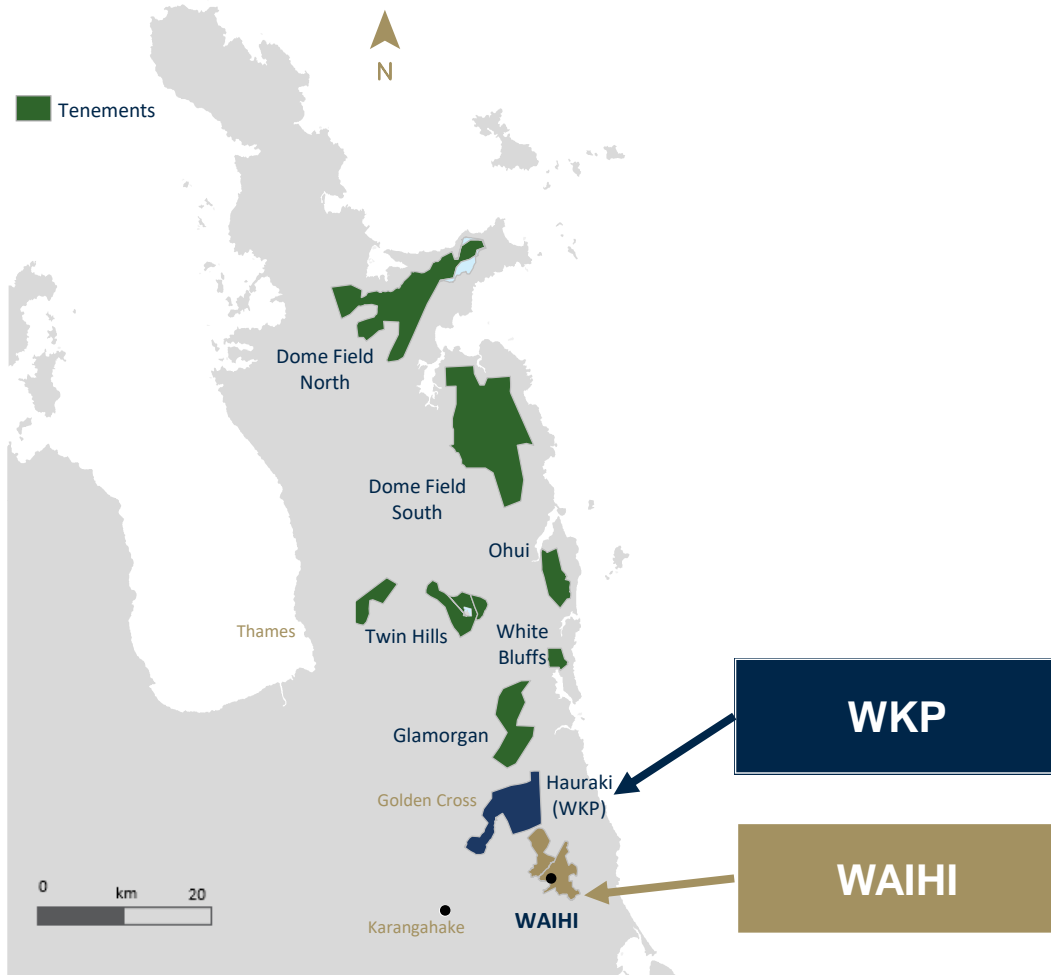 N
Tenements
Dome Field
North
Dome Field
South
Ohui
Thames
Twin Hills
White
Bluffs
WKP
Glamorgan
Hauraki
(WKP)
Golden Cross
WAIHI
0 km 20
WAIHI
Karangahake